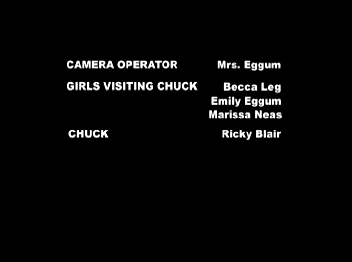 CAMERA OPERATOR Mrs. Eggum
GIRLS VISITING CHUCK Becca Leg
Emily Eggum
Marissa Neas
CHUCK Ricky Blair